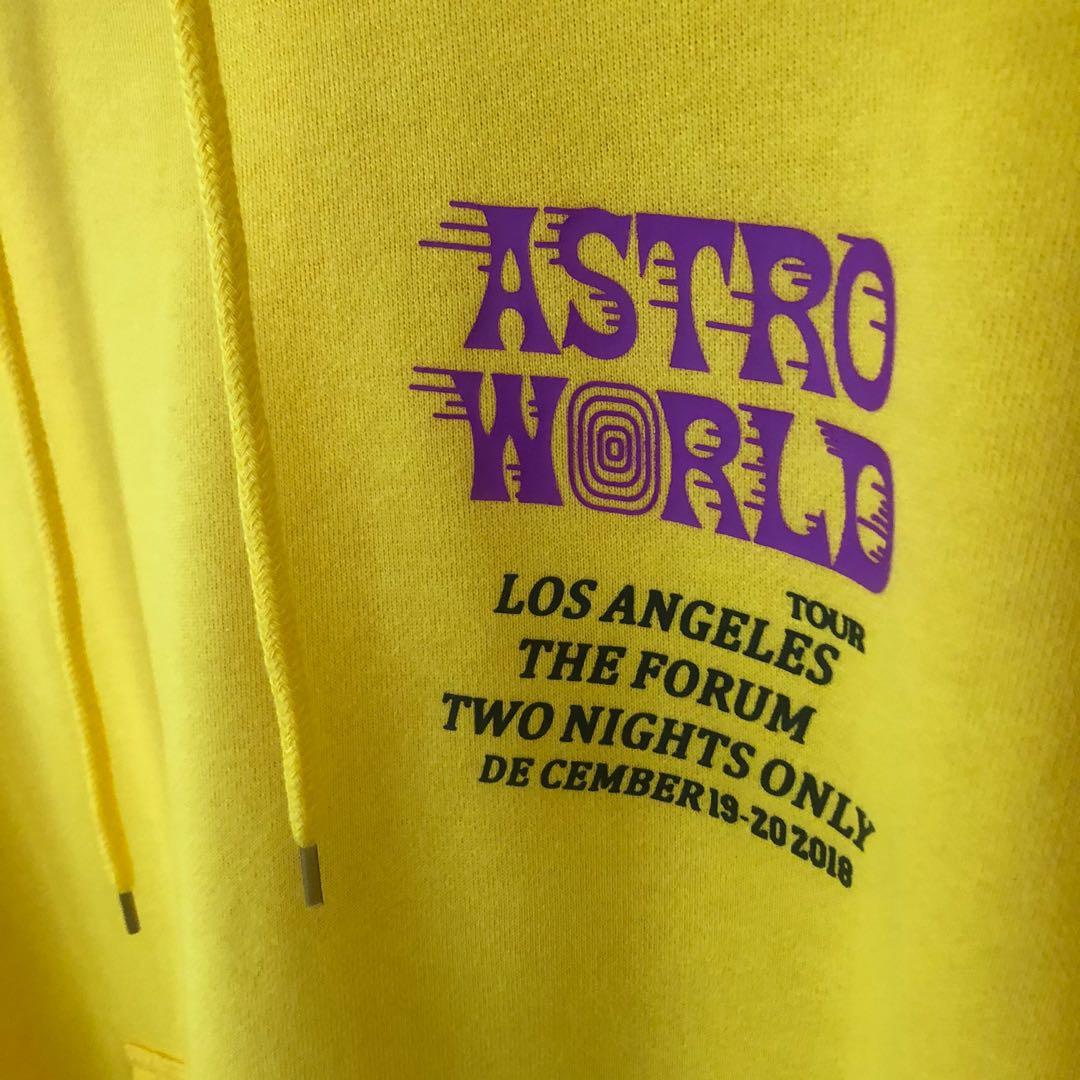 ASTRO
WORLD
TOUR
LOS ANGELES
THE FORUM
TWO NIGHTS ONLY
DE CEMBER 19-20 2018